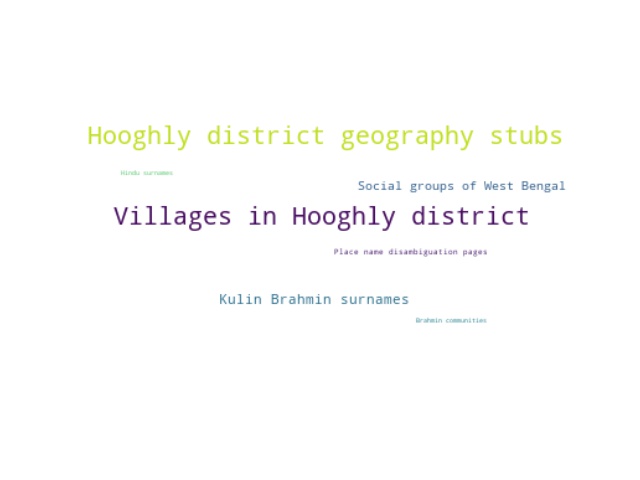 Hooghly district geography stubs
Hindu surnames
Social groups of West Bengal
Villages in Hooghly district
Place name disambiguation pages
Kulin Brahmin surnames
Brahmin communities